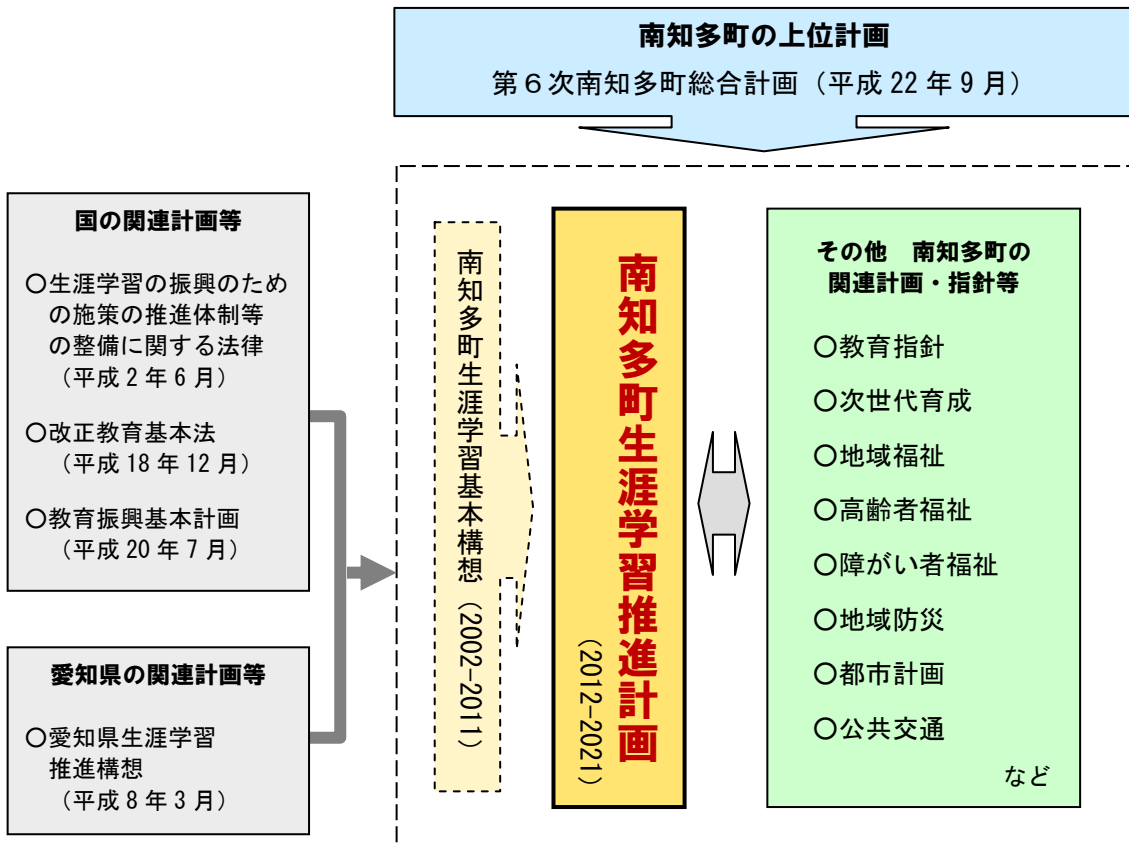 南知多町の上位計画
第6次南知多町総合計画（平成 22 年 9 月）
国の関連計画等
○生涯学習の振興のため
の施策の推進体制等
の整備に関する法律
（平成 2 年 6 月）
○改正教育基本法
（平成 18 年 12 月）
○教育振興基本計画
（平成 20 年 7 月）
愛知県の関連計画等
○愛知県生涯学習
推進構想
（平成 8 年 3 月）
南知多町生涯学習基本構想（2002-2011）
南知多町生涯学習推進計画
（2012-2021）
その他　南知多町の
関連計画・指針等
○教育指針
○次世代育成
○地域福祉
○高齢者福祉
○障がい者福祉
○地域防災
○都市計画
○公共交通
など